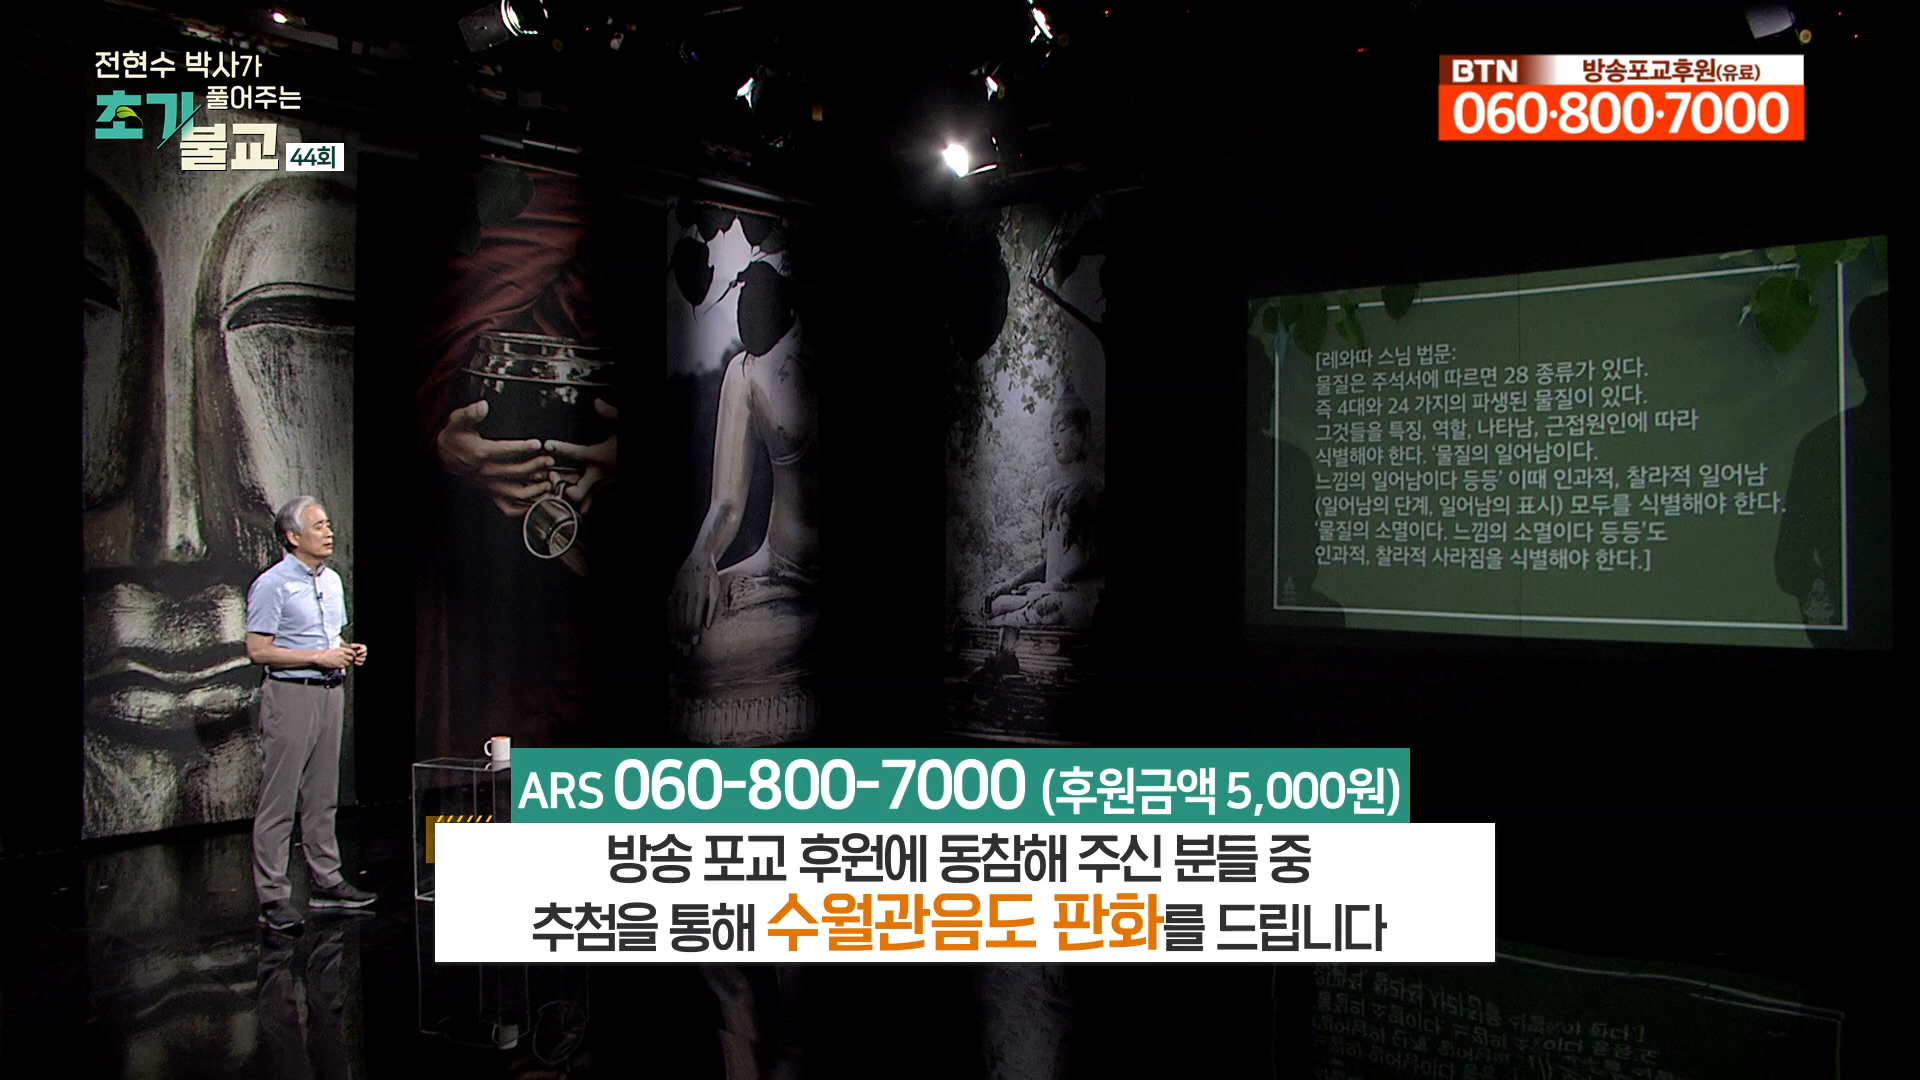 전현수 박사가
풀어주는
초기
불교 44회
BTN 방송포교후원(유료)
060·800·7000
[레와따 스님 법문:
물질은 주석서에 따르면 28 종류가 있다.
즉 4대와 24 가지의 파생된 물질이 있다.
그것들을 특징, 역할, 나타남, 근접원인에 따라
식별해야 한다. '물질의 일어남이다.
느낌의 일어남이다 등등' 이때 인과적, 찰라적 일어남
(일어남의 단계, 일어남의 표시) 모두를 식별해야 한다.
'물질의 소멸이다. 느낌의 소멸이다 등등'도
인과적, 찰라적 사라짐을 식별해야 한다.]
ARS 060-800-7000 (후원금액 5,000원)
방송 포교 후원에 동참해 주신 분들 중
추첨을 통해 수월관음도 판화를 드립니다